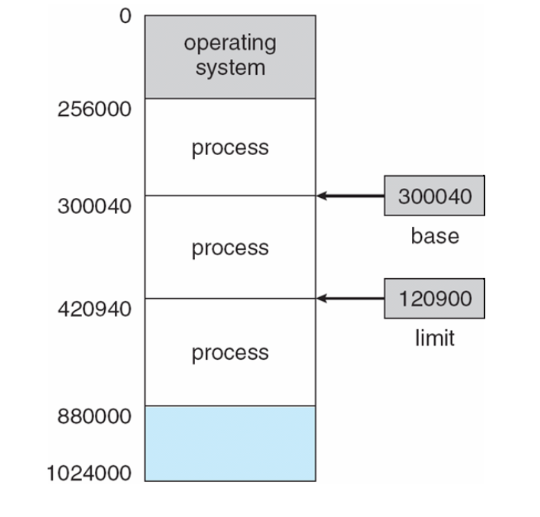 0
operating
system
256000
process
300040
300040
base
process
420940
120900
limit
process
880000
1024000